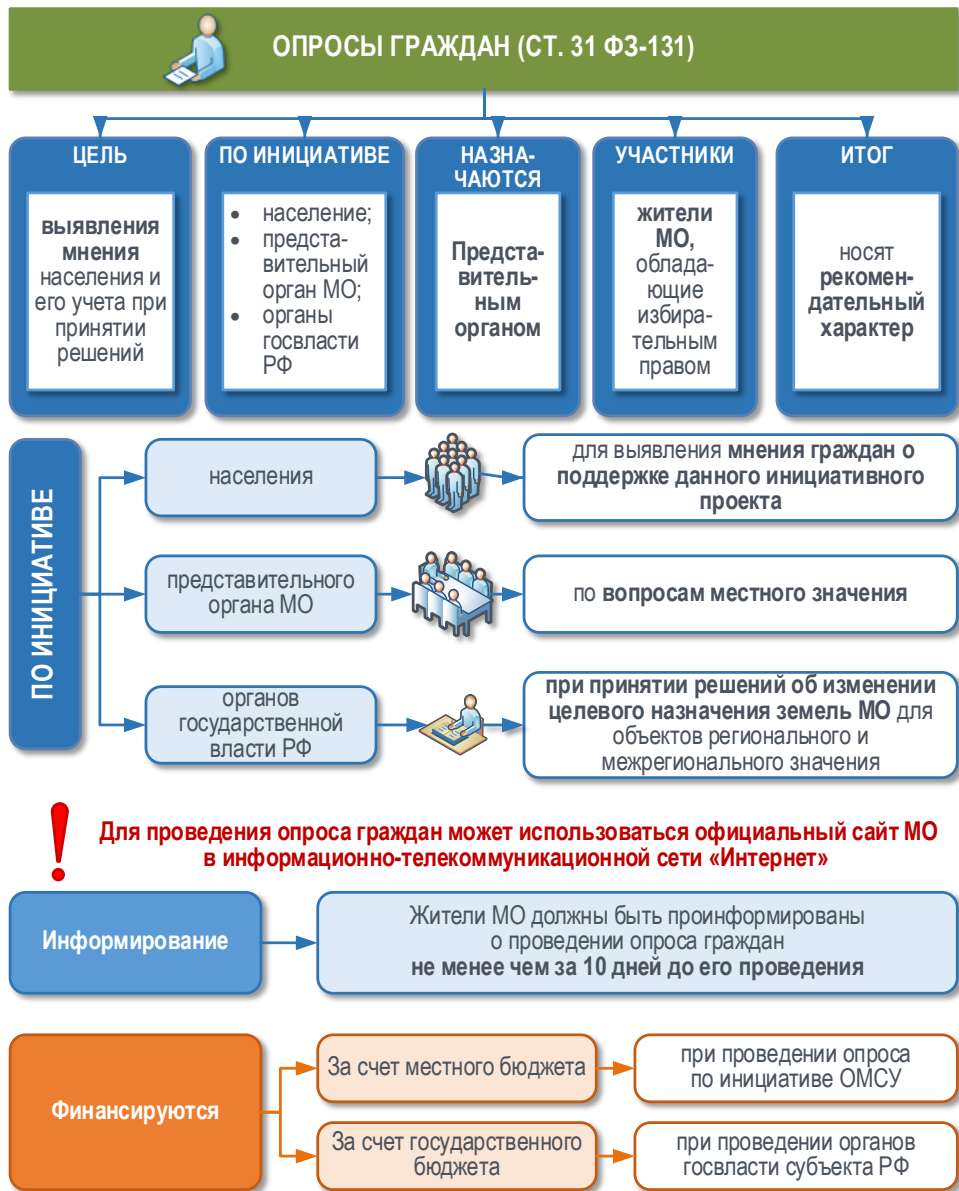 ОПРОСЫ ГРАЖДАН (СТ. 31 ФЗ-131)
ЦЕЛЬ
выявления
мнения
населения и
его учета при
принятии
решений
ПО ИНИЦИАТИВЕ
• население;
• предста-
вительный
орган МО;
• органы
госвласти
РФ
НАЗНА-
ЧАЮТСЯ
Предста-
витель-
ным
органом
УЧАСТНИКИ
жители
МО,
облада-
ющие
избира-
тельным
правом
ИТОГ
носят
рекомен-
дательный
характер
ПО ИНИЦИАТИВЕ
населения
для выявления мнения граждан о
поддержке данного инициативного
проекта
представительного
органа МО
по вопросам местного значения
органов
государственной
власти РФ
при принятии решений об изменении
целевого назначения земель МО для
объектов регионального и
межрегионального значения
!
Для проведения опроса граждан может использоваться официальный сайт МО
в информационно-телекоммуникационной сети «Интернет»
Информирование
Жители МО должны быть проинформированы
о проведении опроса граждан
не менее чем за 10 дней до его проведения
Финансируются
За счет местного бюджета
при проведении опроса
по инициативе ОМСУ
За счет государственного
бюджета
при проведении органов
госвласти субъекта РФ